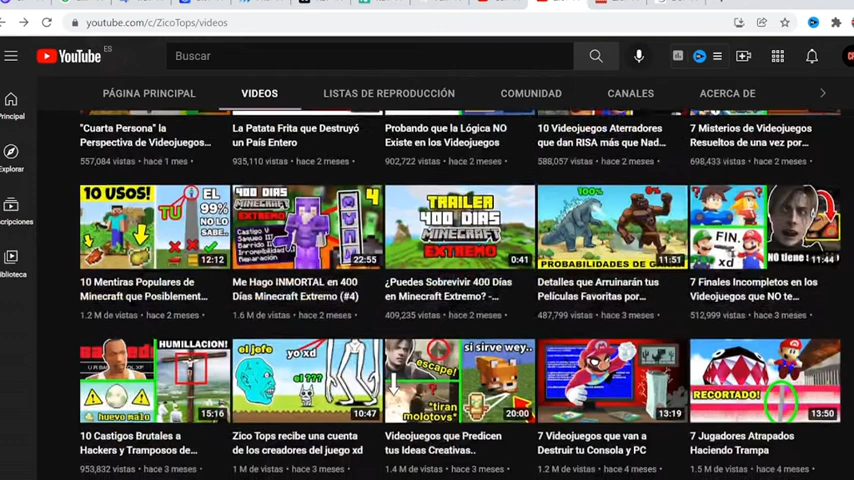 youtube.com/c/ZicoTops/videos
YouTube ES
Buscar
PÁGINA PRINCIPAL VIDEOS LISTAS DE REPRODUCCIÓN COMUNIDAD CANALES ACERCA DE
Principal
Explorar
scripciones
iblioteca
"Cuarta Persona" la
Perspectiva de Videojuegos...
557,084 vistas • hace 1 mes
La Patata Frita que Destruyó
un País Entero
935,110 vistas • hace 2 meses
Probando que la Lógica NO
Existe en los Videojuegos
902,722 vistas • hace 2 meses
10 Videojuegos Aterradores
que dan RISA más que Nad...
588,057 vistas • hace 2 meses
7 Misterios de Videojuegos
Resueltos de una vez por...
698,433 vistas • hace 2 meses
10 USOS!
TU
EL
99%
NO LO
SABE..
12:12
10 Mentiras Populares de
Minecraft que Posiblement...
1.2 M de vistas • hace 2 meses
400 DIAS
MINECRAFT
EXTREMO
4
Castigo V
Saqueo III
Barrido II
Irrompibilidad
Reparación
22:55
Me Hago INMORTAL en 400
Días Minecraft Extremo (#4)
1.6 M de vistas • hace 2 meses
TRAILER
400 DIAS
MINECRAFT
EXTREMO
0:41
¿Puedes Sobrevivir 400 Días
en Minecraft Extremo? -...
409,235 vistas • hace 2 meses
100% 0%
PROBABILIDAD DE
11:51
Detalles que Arruinarán tus
Películas Favoritas por...
487,799 vistas • hace 3 meses
FIN.
xd
NO tiene
11:44
7 Finales Incompletos en los
Videojuegos que NO te...
512,999 vistas • hace 3 meses
HUMILLACION!
huevo malo
15:16
10 Castigos Brutales a
Hackers y Tramposos de...
953,832 vistas • hace 3 meses
el jefe
yo xd
el ???
10:47
Zico Tops recibe una cuenta
de los creadores del juego xd
1 M de vistas • hace 3 meses
escape!
*tiran
molotovs*
si sirve wey..
20:00
Videojuegos que Predicen
tus Ideas Creativas..
1.4 M de vistas • hace 3 meses
13:19
7 Videojuegos que van a
Destruir tu Consola y PC
1.2 M de vistas • hace 4 meses
RECORTADO!
13:50
7 Jugadores Atrapados
Haciendo Trampa
1.5 M de vistas • hace 4 meses